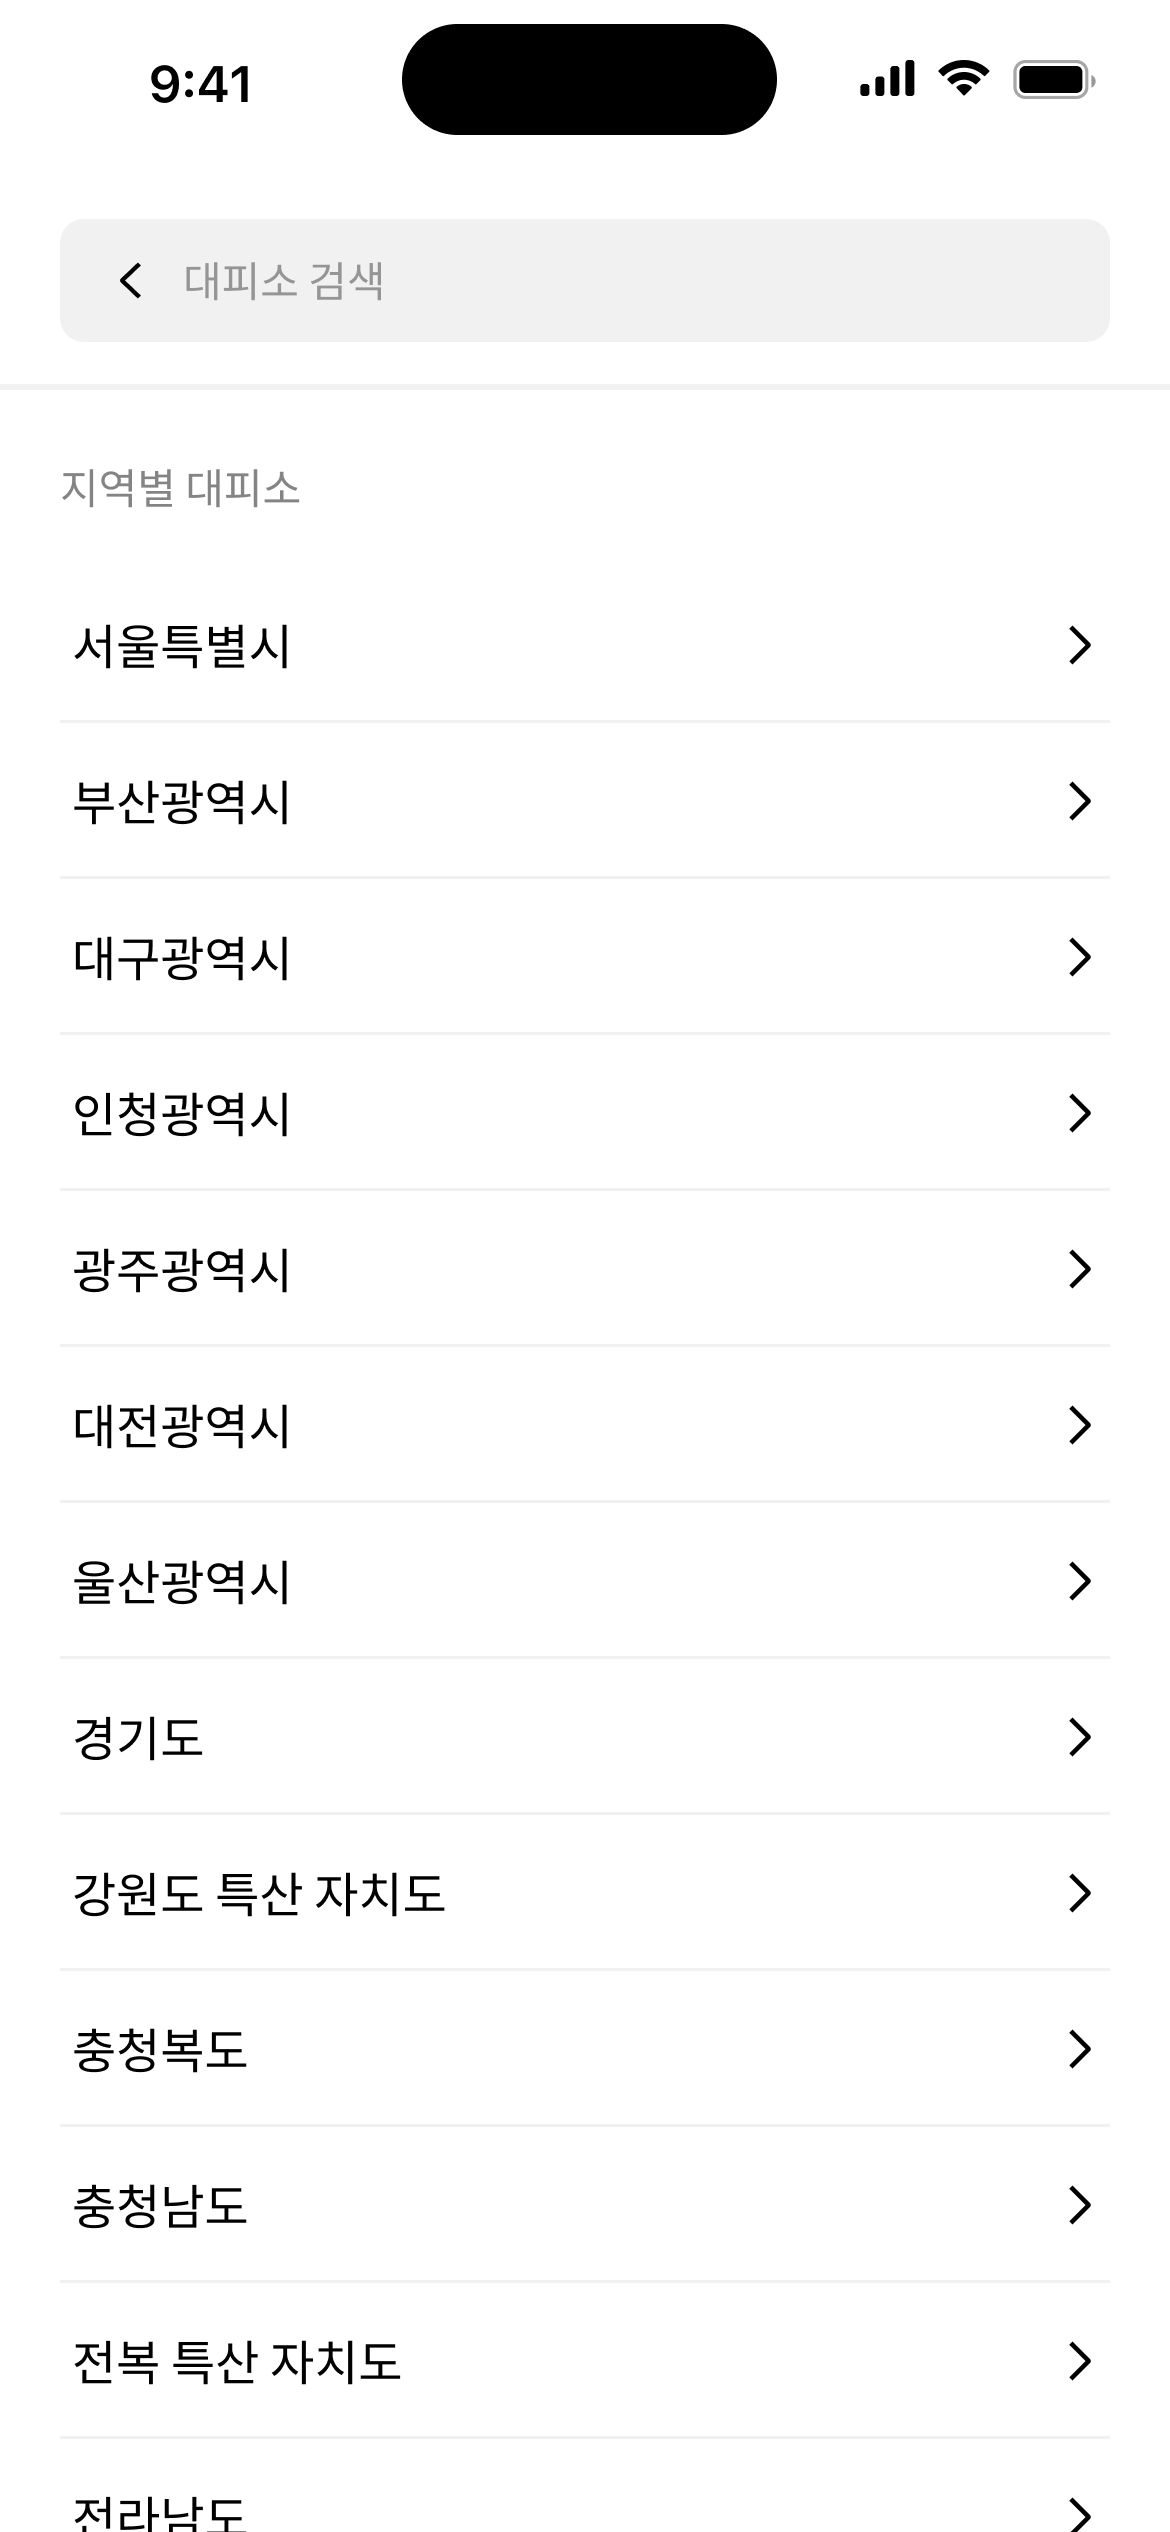 9:41
대피소 검색
지역별 대피소
서울특별시
부산광역시
대구광역시
인청광역시
광주광역시
대전광역시
울산광역시
경기도
강원도 특산 자치도
충청복도
충청남도
전복 특산 자치도
전라남도